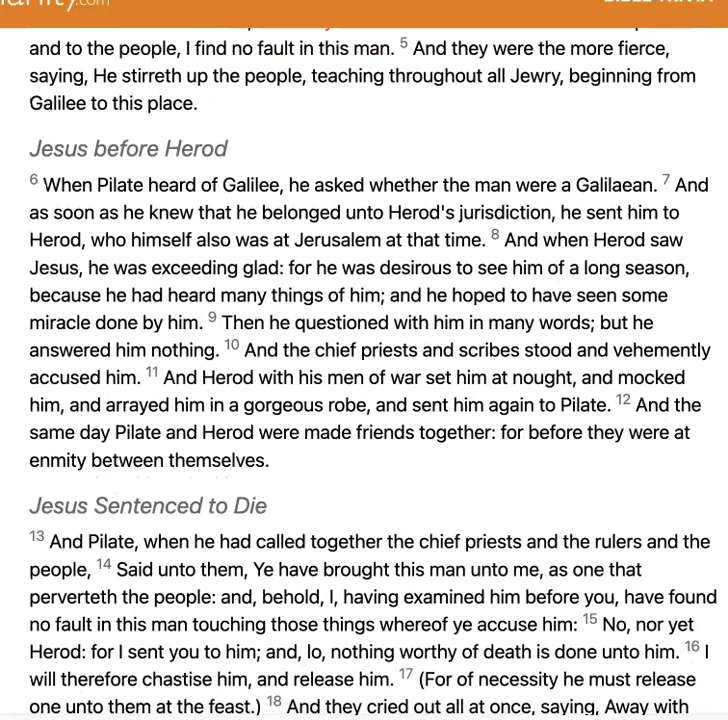 .com
and to the people, I find no fault in this man. 5 And they were the more fierce,
saying, He stirreth up the people, teaching throughout all Jewry, beginning from
Galilee to this place.
Jesus before Herod
6 When Pilate heard of Galilee, he asked whether the man were a Galilaean. 7 And
as soon as he knew that he belonged unto Herod's jurisdiction, he sent him to
Herod, who himself also was at Jerusalem at that time. 8 And when Herod saw
Jesus, he was exceeding glad: for he was desirous to see him of a long season,
because he had heard many things of him; and he hoped to have seen some
miracle done by him. 9 Then he questioned with him in many words; but he
answered him nothing. 10 And the chief priests and scribes stood and vehemently
accused him. 11 And Herod with his men of war set him at nought, and mocked
him, and arrayed him in a gorgeous robe, and sent him again to Pilate. 12 And the
same day Pilate and Herod were made friends together: for before they were at
enmity between themselves.
Jesus Sentenced to Die
13 And Pilate, when he had called together the chief priests and the rulers and the
people, 14 Said unto them, Ye have brought this man unto me, as one that
perverteth the people: and, behold, I, having examined him before you, have found
no fault in this man touching those things whereof ye accuse him: 15 No, nor yet
Herod: for I sent you to him; and, lo, nothing worthy of death is done unto him. 16 I
will therefore chastise him, and release him. 17 (For of necessity he must release
one unto them at the feast.) 18 And they cried out all at once, saying, Away with